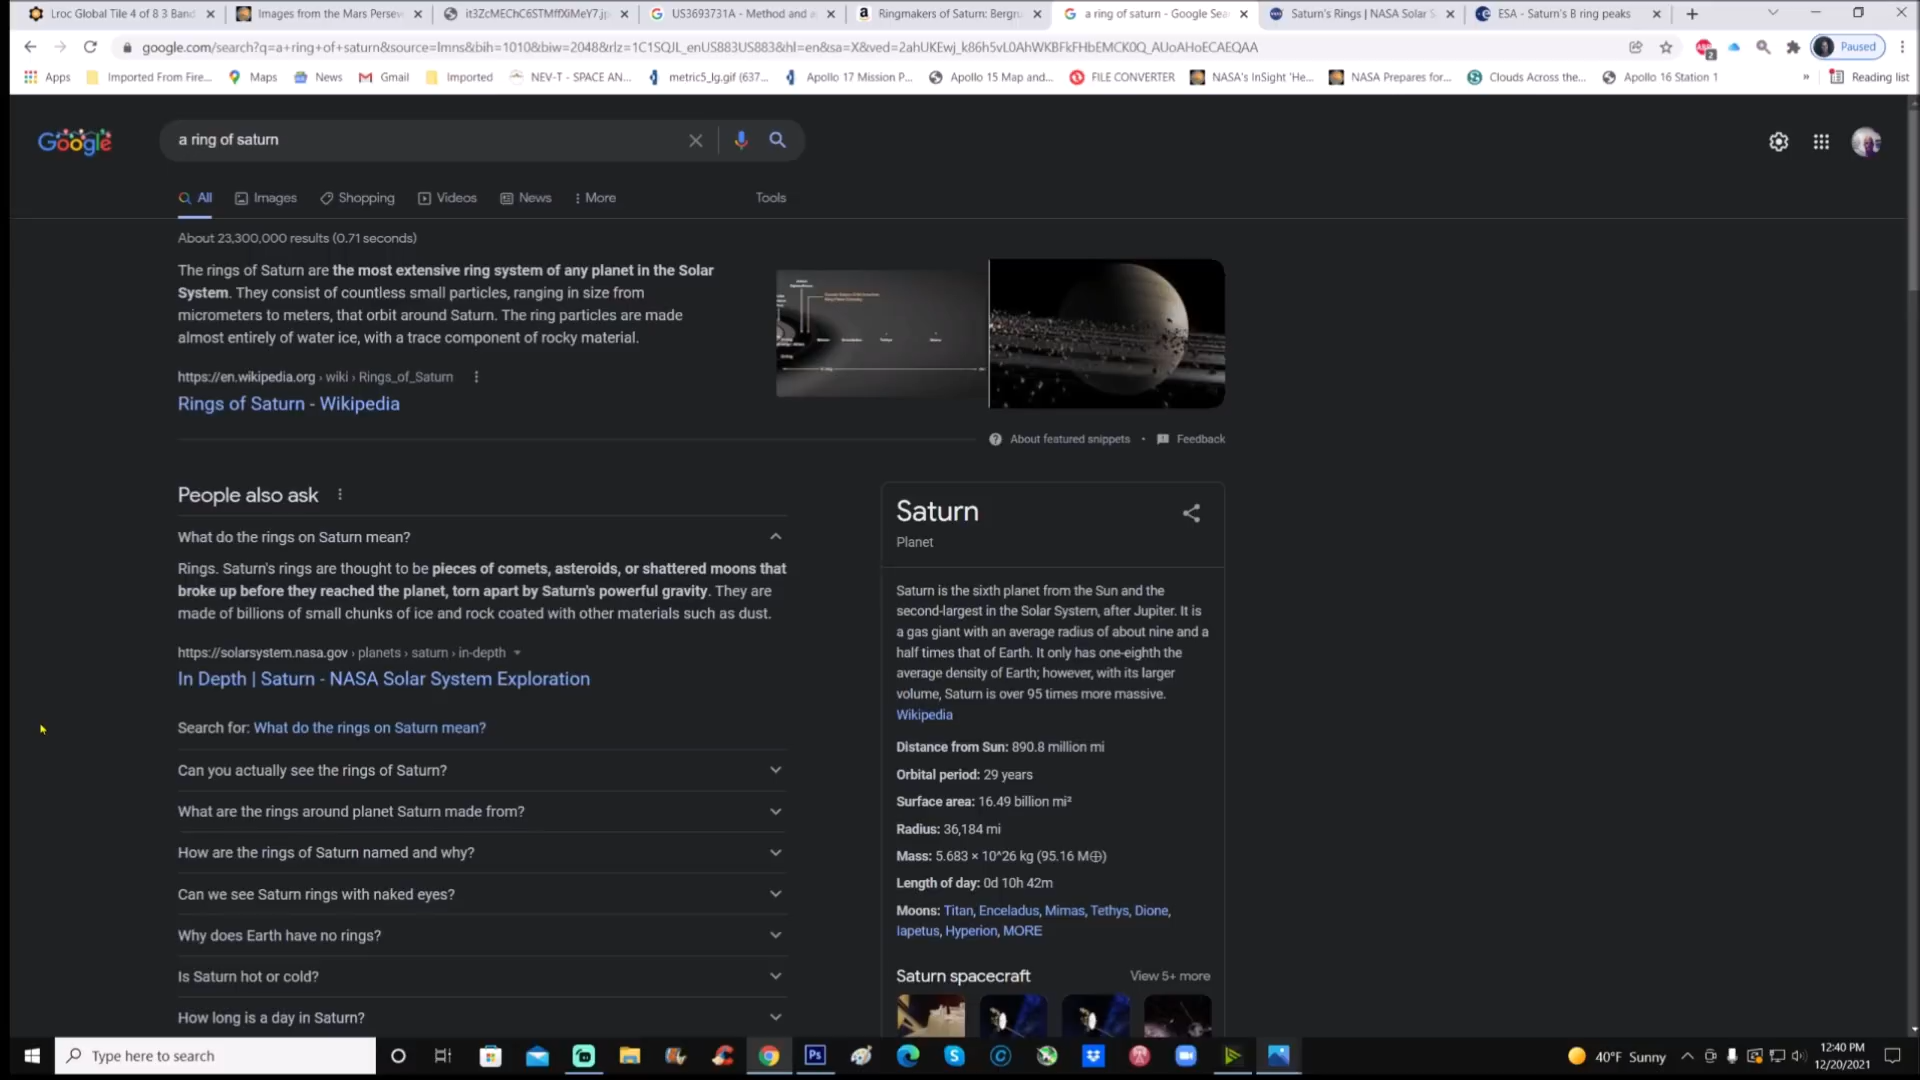 Lroc Global Tile 4 of 8 3 Band
Images from the Mars Persev
it3ZcMEChC6STMffXiMeY7.jp
US3693731A - Method and a
Ringmakers of Saturn: Bergru
a ring of saturn - Google Sea
Saturn's Rings | NASA Solar S
ESA - Saturn's B ring peaks
google.com/search?q=a+ring+of+saturn&source=lmns&bih=1010&biw=2048&rlz=1C1SQJL_enUS883US883&hl=en&sa=X&ved=2ahUKEwj_k86h5vL0AhWKBFkFHbEMCK0Q_AUoAHoECAEQAA
Paused
Apps
Imported From Fire...
Maps
News
Gmail
Imported
NEV-T - SPACE AN...
metric5_lg.gif (637...
Apollo 17 Mission P...
Apollo 15 Map and...
FILE CONVERTER
NASA's InSight 'He...
NASA Prepares for...
Clouds Across the...
Apollo 16 Station 1
»
Reading list
Google
a ring of saturn
All
Images
Shopping
Videos
News
More
Tools
About 23,300,000 results (0.71 seconds)
The rings of Saturn are the most extensive ring system of any planet in the Solar
System. They consist of countless small particles, ranging in size from
micrometers to meters, that orbit around Saturn. The ring particles are made
almost entirely of water ice, with a trace component of rocky material.
https://en.wikipedia.org › wiki › Rings_of_Saturn
Rings of Saturn - Wikipedia
About featured snippets • Feedback
People also ask
What do the rings on Saturn mean?
Rings. Saturn's rings are thought to be pieces of comets, asteroids, or shattered moons that
broke up before they reached the planet, torn apart by Saturn's powerful gravity. They are
made of billions of small chunks of ice and rock coated with other materials such as dust.
https://solarsystem.nasa.gov › planets › saturn › in-depth
In Depth | Saturn - NASA Solar System Exploration
Search for: What do the rings on Saturn mean?
Can you actually see the rings of Saturn?
What are the rings around planet Saturn made from?
How are the rings of Saturn named and why?
Can we see Saturn rings with naked eyes?
Why does Earth have no rings?
Is Saturn hot or cold?
How long is a day in Saturn?
Saturn
Planet
Saturn is the sixth planet from the Sun and the
second-largest in the Solar System, after Jupiter. It is
a gas giant with an average radius of about nine and a
half times that of Earth. It only has one-eighth the
average density of Earth; however, with its larger
volume, Saturn is over 95 times more massive.
Wikipedia
Distance from Sun: 890.8 million mi
Orbital period: 29 years
Surface area: 16.49 billion mi²
Radius: 36,184 mi
Mass: 5.683 × 10^26 kg (95.16 M⊕)
Length of day: 0d 10h 42m
Moons: Titan, Enceladus, Mimas, Tethys, Dione,
Iapetus, Hyperion, MORE
Saturn spacecraft
View 5+ more
Type here to search
Ps
40°F Sunny
12:40 PM
12/20/2021